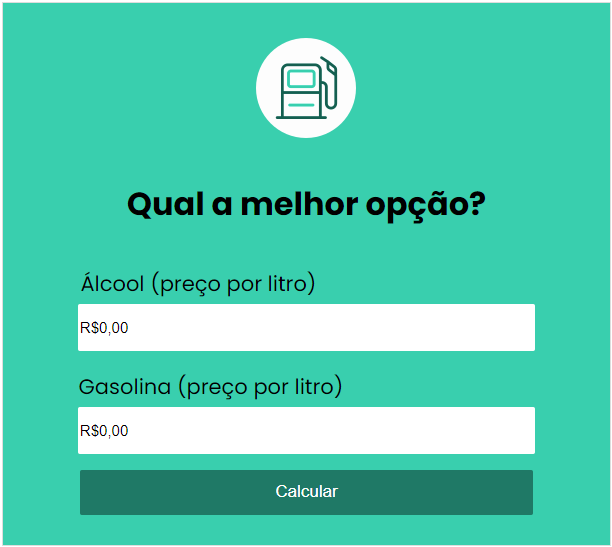 Qual a melhor opção?
Álcool (preço por litro)
R$0,00
Gasolina (preço por litro)
R$0,00
Calcular